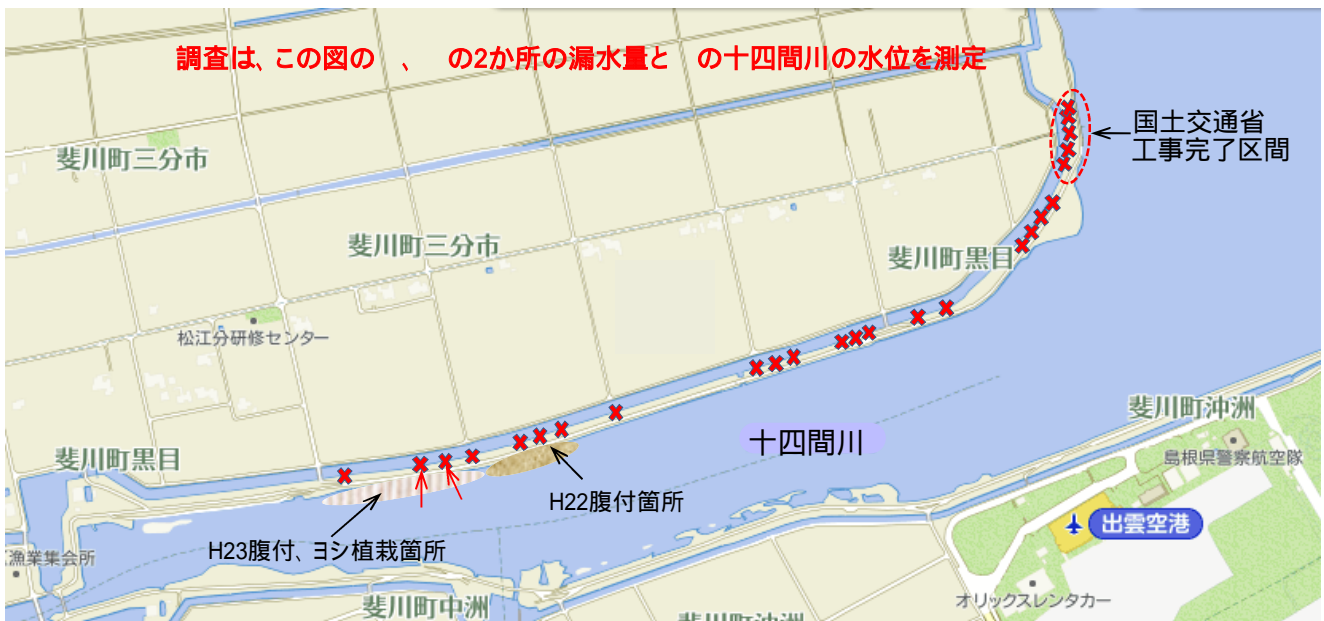 調査は、この図の　、　の2か所の漏水量と　の十四間川の水位を測定
国土交通省
工事完了区間
斐川町三分市
斐川町三分市
斐川町黒目
松江分研修センター
斐川町沖洲
十四間川
島根県警察航空隊
斐川町黒目
H22腹付箇所
出雲空港
H23腹付、ヨシ植栽箇所
漁業集会所
オリックスレンタカー
斐川町中洲
斐川町沖洲